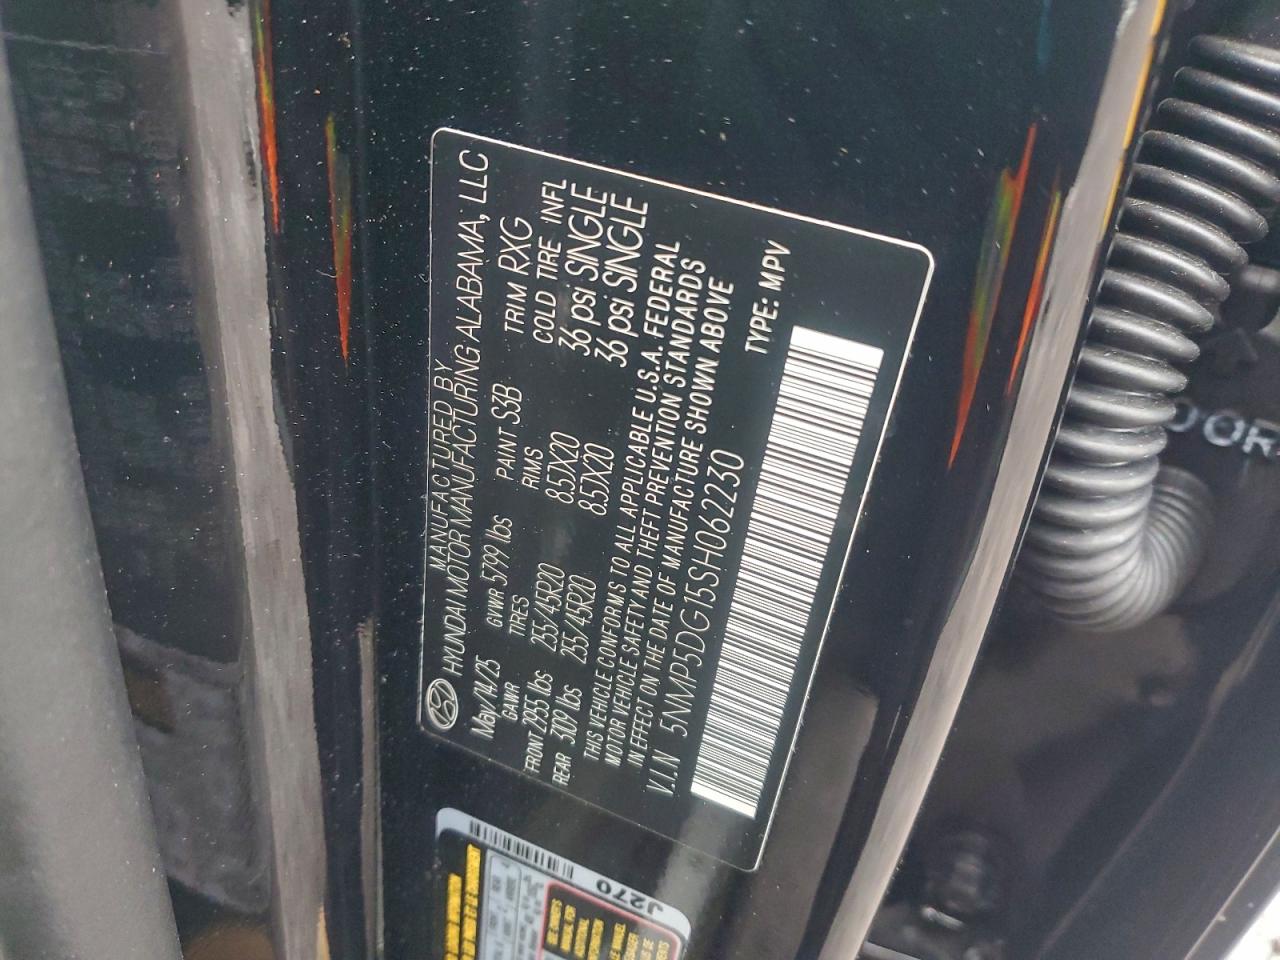 MANUFACTURED BY
HYUNDAI MOTOR MANUFACTURING ALABAMA, LLC
May/14/25 GVWR 5799 lbs PAINT S3B TRIM RXG
GAWR TIRES RIMS COLD TIRE INFL
FRONT 2955 lbs 255/45R20 8.5JX20 36 psi SINGLE
REAR 3109 lbs 255/45R20 8.5JX20 36 psi SINGLE
THIS VEHICLE CONFORMS TO ALL APPLICABLE U.S.A. FEDERAL
MOTOR VEHICLE SAFETY AND THEFT PREVENTION STANDARDS
IN EFFECT ON THE DATE OF MANUFACTURE SHOWN ABOVE
V.I.N 5NMP5DG15SH062230
TYPE: MPV
J270